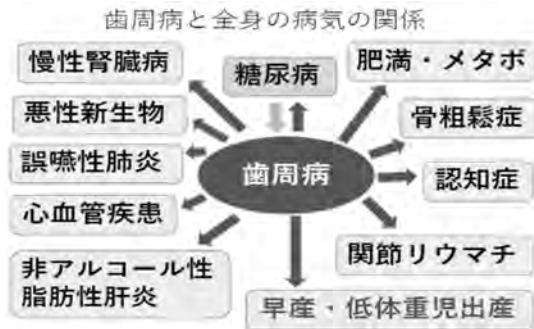 歯周病と全身の病気の関係
慢性腎臓病
糖尿病
肥満・メタボ
悪性新生物
骨粗鬆症
誤嚥性肺炎
歯周病
認知症
心血管疾患
関節リウマチ
非アルコール性
脂肪性肝炎
早産・低体重児出産